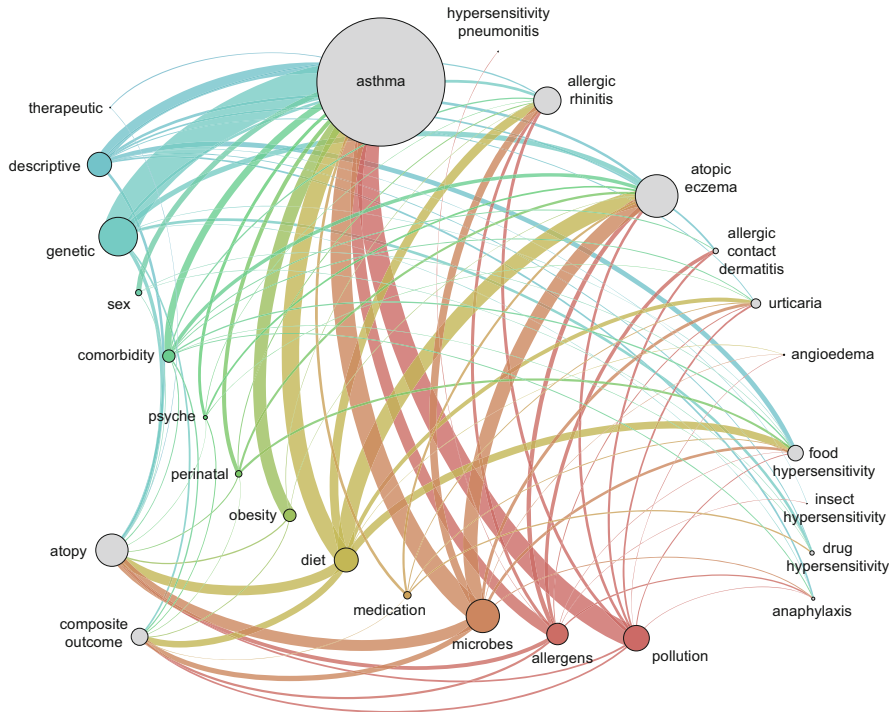 hypersensitivity
pneumonitis
asthma
allergic
rhinitis
therapeutic
descriptive
atopic
eczema
genetic
allergic
contact
dermatitis
sex
urticaria
comorbidity
angioedema
psyche
perinatal
food
hypersensitivity
obesity
insect
hypersensitivity
atopy
diet
drug
hypersensitivity
medication
anaphylaxis
composite
outcome
microbes
allergens
pollution